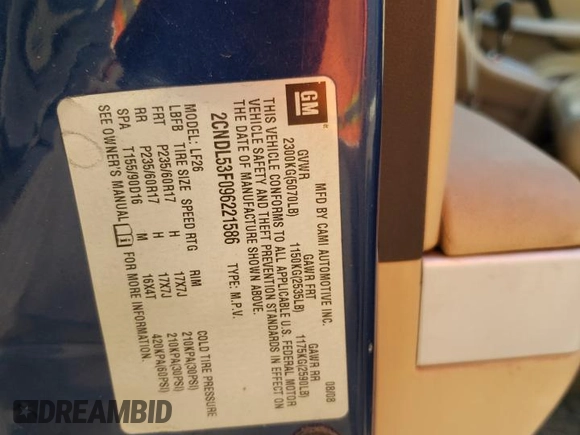 GM
MFD BY CAMI AUTOMOTIVE INC. 08/08
GVWR GAWR FRT GAWR RR
2300KG(5070LB) 1150KG(2535LB) 1175KG(2590LB)
THIS VEHICLE CONFORMS TO ALL APPLICABLE U.S. FEDERAL MOTOR
VEHICLE SAFETY AND THEFT PREVENTION STANDARDS IN EFFECT ON
THE DATE OF MANUFACTURE SHOWN ABOVE.
2CNDL53F096221586 TYPE: M.P.V.
MODEL: LF26
LBFB TIRE SIZE SPEED RTG RIM COLD TIRE PRESSURE
FRT P235/60R17 H 17X7J 210KPA(30PSI)
RR P235/60R17 H 17X7J 210KPA(30PSI)
SPA T155/90D16 M 16X4T 420KPA(60PSI)
SEE OWNER'S MANUAL FOR MORE INFORMATION.
DREAMBID